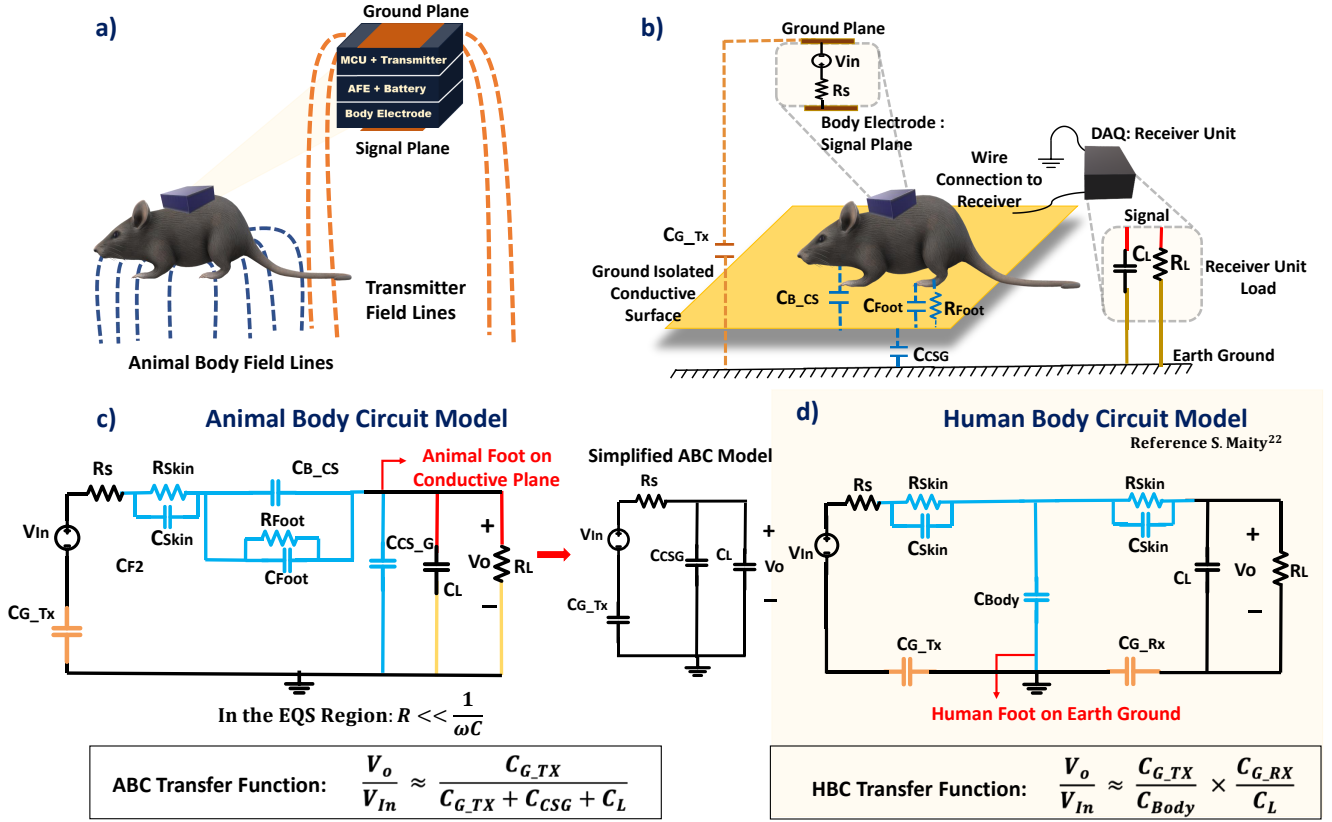 a)
Ground Plane
MCU + Transmitter
AFE + Battery
Body Electrode
Signal Plane
Transmitter
Field Lines
Animal Body Field Lines
b)
Ground Plane
Vin
Rs
Body Electrode :
Signal Plane
DAQ: Receiver Unit
Wire
Connection to
Receiver
Signal
CL
RL
Receiver Unit
Load
CG_Tx
Ground Isolated
Conductive
Surface
CB_CS
CFoot
RFoot
CCSG
Earth Ground
c)
Animal Body Circuit Model
Rs
RSkin
CSkin
CB_CS
RFoot
CFoot
Animal Foot on
Conductive Plane
VIn
CF2
CG_Tx
CCS_G
CL
+
Vo
−
RL
In the EQS Region: R << 1/ωC
Simplified ABC Model
Rs
VIn
CG_Tx
CCSG
CL
+
Vo
−
ABC Transfer Function: Vo/VIn ≈ CG_TX/(CG_TX + CCSG + CL)
d)
Human Body Circuit Model
Reference S. Maity22
Rs
RSkin
CSkin
RSkin
CSkin
VIn
CBody
CL
+
Vo
−
RL
CG_Tx
CG_Rx
Human Foot on Earth Ground
HBC Transfer Function: Vo/VIn ≈ CG_TX/CBody × CG_RX/CL